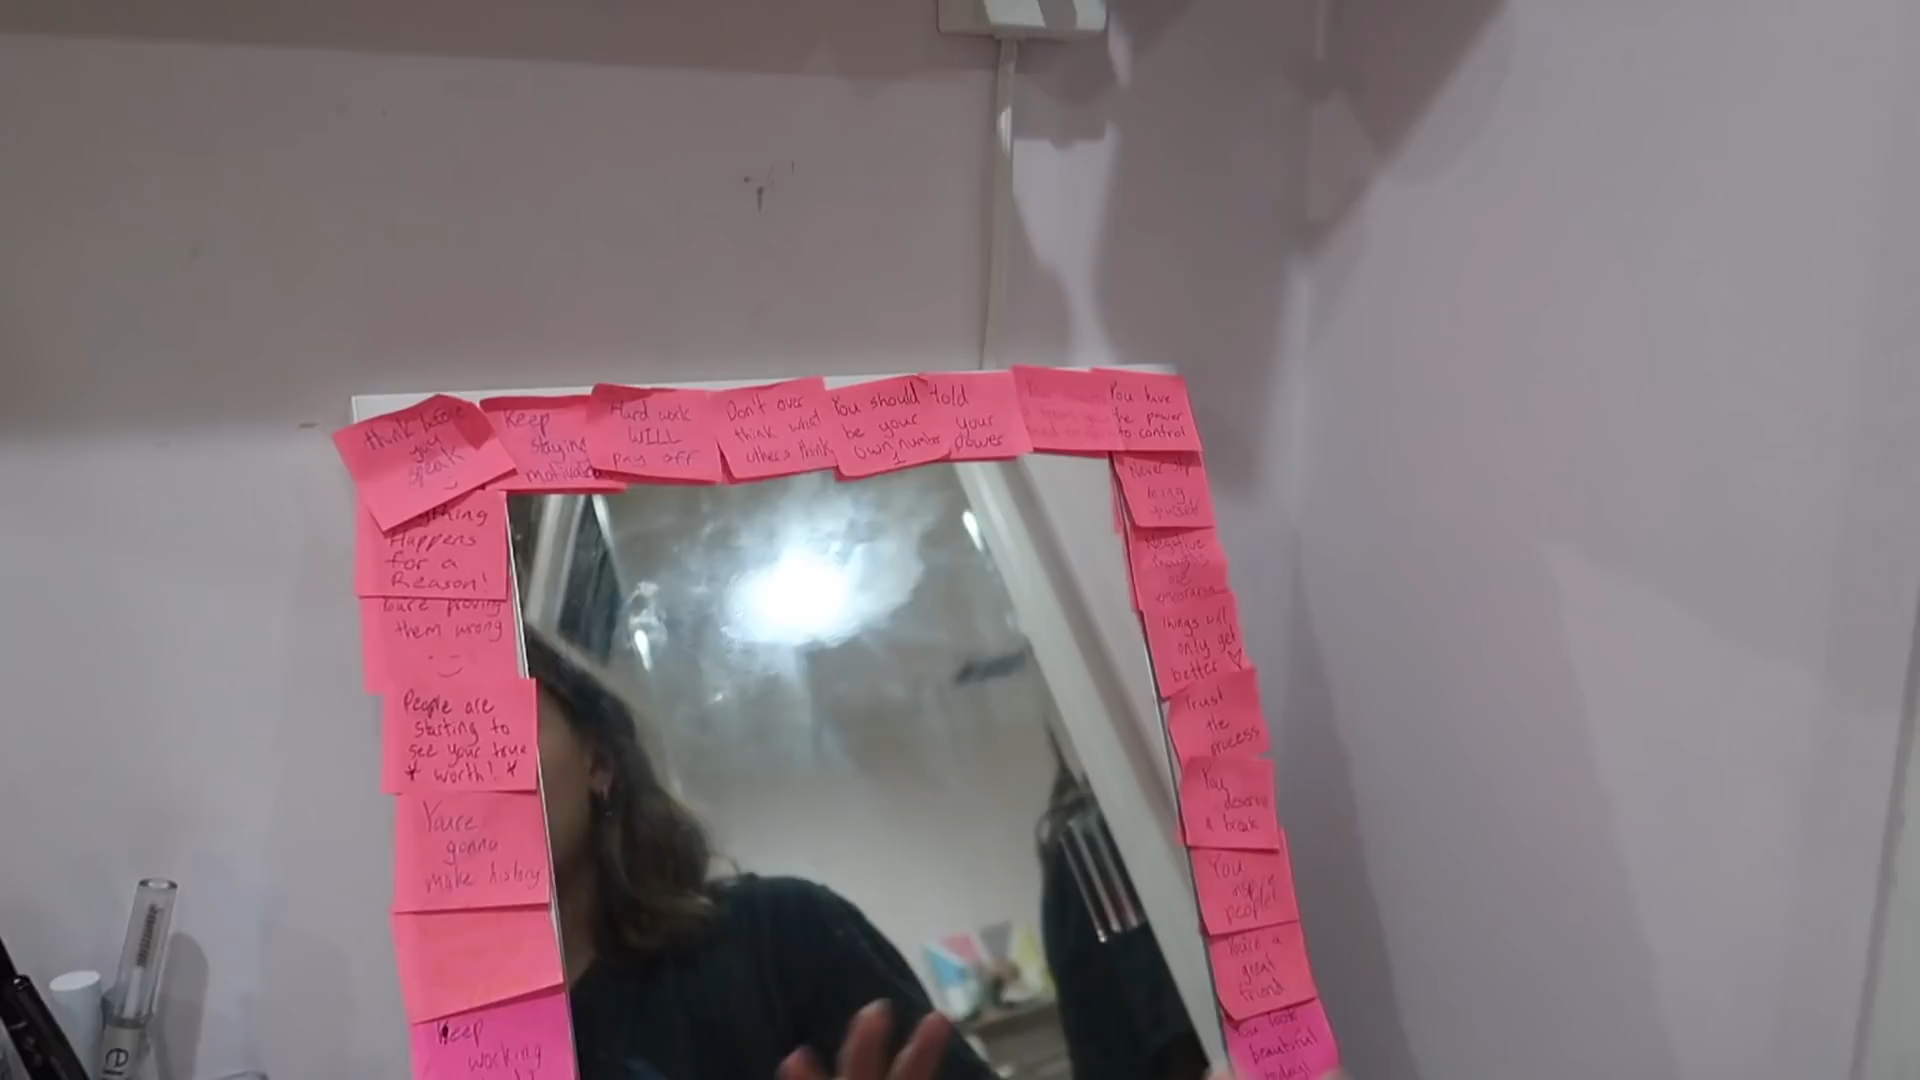 think before
you
speak
Keep
staying
motivated
Hard work
WILL
pay off
Don't over
think what
others think
You should
be your
own number
1
hold
your
power
You have
the power
to control
Happens
for a
Reason!
You're proving
them wrong
People are
starting to
see your true
* worth! *
You're
gonna
make history
Keep
working
Never stop
being
yourself
Negative
thoughts
are
Things will
only get
better
Trust
the
process
You
deserve
a break
You
inspire
people!
You're a
great
friend
You look
beautiful
today!